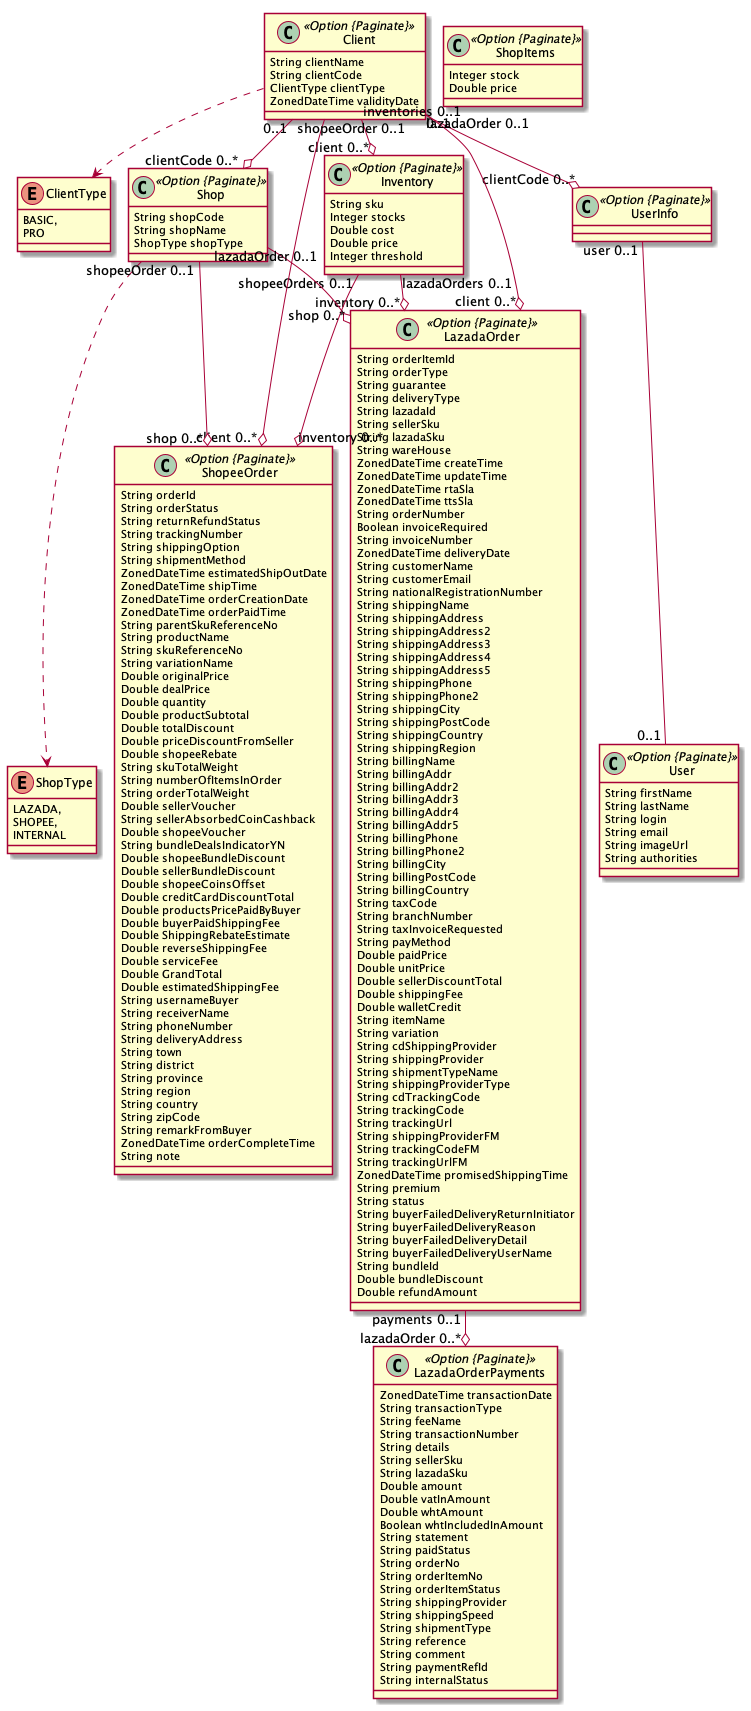 «Option {Paginate}»
Client
String clientName
String clientCode
ClientType clientType
ZonedDateTime validityDate
«Option {Paginate}»
ShopItems
Integer stock
Double price
inventories 0..1
0..1
shopeeOrder 0..1
0..1
lazadaOrder 0..1
client 0..*
clientCode 0..*
clientCode 0..*
ClientType
BASIC,
PRO
«Option {Paginate}»
Shop
String shopCode
String shopName
ShopType shopType
«Option {Paginate}»
Inventory
String sku
Integer stocks
Double cost
Double price
Integer threshold
«Option {Paginate}»
UserInfo
user 0..1
shopeeOrder 0..1
lazadaOrder 0..1
shopeeOrders 0..1
lazadaOrders 0..1
inventory 0..*
client 0..*
shop 0..*
«Option {Paginate}»
LazadaOrder
String orderItemId
String orderType
String guarantee
String deliveryType
String lazadaId
String sellerSku
String lazadaSku
String wareHouse
ZonedDateTime createTime
ZonedDateTime updateTime
ZonedDateTime rtaSla
ZonedDateTime ttsSla
String orderNumber
Boolean invoiceRequired
String invoiceNumber
ZonedDateTime deliveryDate
String customerName
String customerEmail
String nationalRegistrationNumber
String shippingName
String shippingAddress
String shippingAddress2
String shippingAddress3
String shippingAddress4
String shippingAddress5
String shippingPhone
String shippingPhone2
String shippingCity
String shippingPostCode
String shippingCountry
String shippingRegion
String billingName
String billingAddr
String billingAddr2
String billingAddr3
String billingAddr4
String billingAddr5
String billingPhone
String billingPhone2
String billingCity
String billingPostCode
String billingCountry
String taxCode
String branchNumber
String taxInvoiceRequested
String payMethod
Double paidPrice
Double unitPrice
Double sellerDiscountTotal
Double shippingFee
Double walletCredit
String itemName
String variation
String cdShippingProvider
String shippingProvider
String shipmentTypeName
String shippingProviderType
String cdTrackingCode
String trackingCode
String trackingUrl
String shippingProviderFM
String trackingCodeFM
String trackingUrlFM
ZonedDateTime promisedShippingTime
String premium
String status
String buyerFailedDeliveryReturnInitiator
String buyerFailedDeliveryReason
String buyerFailedDeliveryDetail
String buyerFailedDeliveryUserName
String bundleId
Double bundleDiscount
Double refundAmount
shop 0..*
client 0..*
inventory 0..*
«Option {Paginate}»
ShopeeOrder
String orderId
String orderStatus
String returnRefundStatus
String trackingNumber
String shippingOption
String shipmentMethod
ZonedDateTime estimatedShipOutDate
ZonedDateTime shipTime
ZonedDateTime orderCreationDate
ZonedDateTime orderPaidTime
String parentSkuReferenceNo
String productName
String skuReferenceNo
String variationName
Double originalPrice
Double dealPrice
Double quantity
Double productSubtotal
Double totalDiscount
Double priceDiscountFromSeller
Double shopeeRebate
String skuTotalWeight
String numberOfItemsInOrder
String orderTotalWeight
Double sellerVoucher
String sellerAbsorbedCoinCashback
Double shopeeVoucher
String bundleDealsIndicatorYN
Double shopeeBundleDiscount
Double sellerBundleDiscount
Double shopeeCoinsOffset
Double creditCardDiscountTotal
Double productsPricePaidByBuyer
Double buyerPaidShippingFee
Double ShippingRebateEstimate
Double reverseShippingFee
Double serviceFee
Double GrandTotal
Double estimatedShippingFee
String usernameBuyer
String receiverName
String phoneNumber
String deliveryAddress
String town
String district
String province
String region
String country
String zipCode
String remarkFromBuyer
ZonedDateTime orderCompleteTime
String note
ShopType
LAZADA,
SHOPEE,
INTERNAL
0..1
«Option {Paginate}»
User
String firstName
String lastName
String login
String email
String imageUrl
String authorities
payments 0..1
lazadaOrder 0..*
«Option {Paginate}»
LazadaOrderPayments
ZonedDateTime transactionDate
String transactionType
String feeName
String transactionNumber
String details
String sellerSku
String lazadaSku
Double amount
Double vatInAmount
Double whtAmount
Boolean whtIncludedInAmount
String statement
String paidStatus
String orderNo
String orderItemNo
String orderItemStatus
String shippingProvider
String shippingSpeed
String shipmentType
String reference
String comment
String paymentRefId
String internalStatus